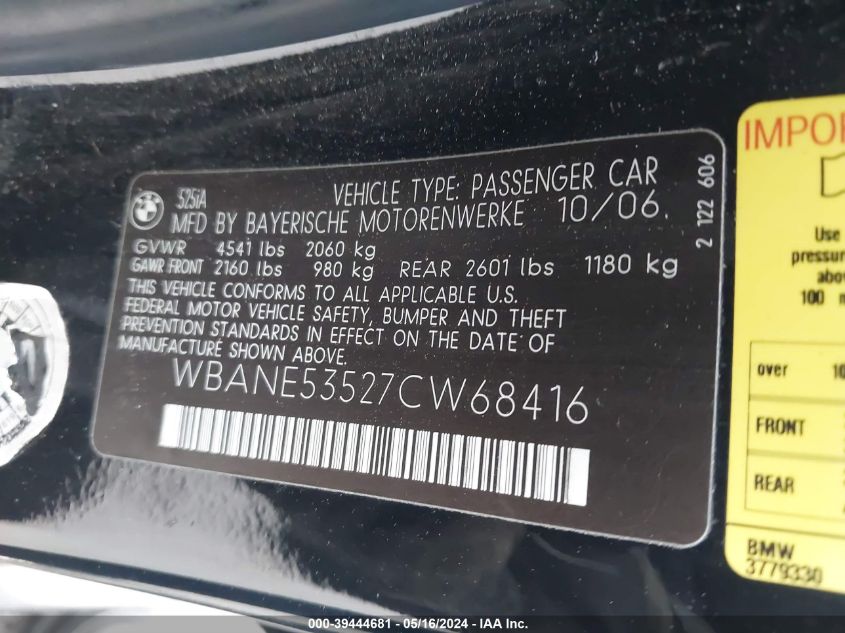 525iA VEHICLE TYPE: PASSENGER CAR
MFD BY BAYERISCHE MOTORENWERKE 10/06.
GVWR 4541 lbs 2060 kg
GAWR FRONT 2160 lbs 980 kg REAR 2601 lbs 1180 kg
THIS VEHICLE CONFORMS TO ALL APPLICABLE U.S.
FEDERAL MOTOR VEHICLE SAFETY, BUMPER AND THEFT
PREVENTION STANDARDS IN EFFECT ON THE DATE OF
MANUFACTURE SHOWN ABOVE.
WBANE53527CW68416
2 122 606
IMPOR
Use
pressur
abov
100 m
over 10
FRONT
REAR
BMW
3779330
000-39444681 - 05/16/2024 - IAA, Inc.